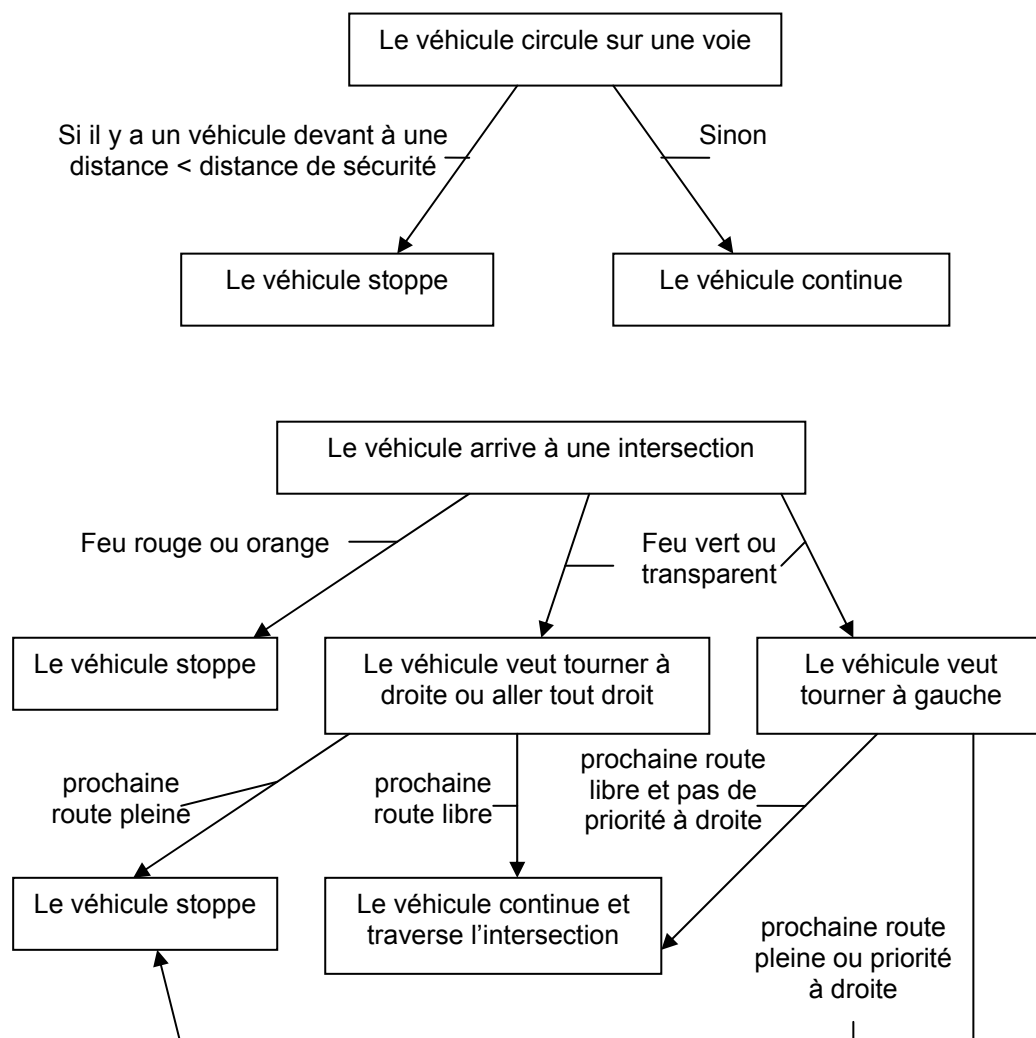 Le véhicule circule sur une voie
Si il y a un véhicule devant à une
distance < distance de sécurité
Sinon
Le véhicule stoppe
Le véhicule continue
Le véhicule arrive à une intersection
Feu rouge ou orange
Feu vert ou
transparent
Le véhicule stoppe
Le véhicule veut tourner à
droite ou aller tout droit
Le véhicule veut
tourner à gauche
prochaine
route pleine
prochaine
route libre
prochaine route
libre et pas de
priorité à droite
Le véhicule stoppe
Le véhicule continue et
traverse l’intersection
prochaine route
pleine ou priorité
à droite